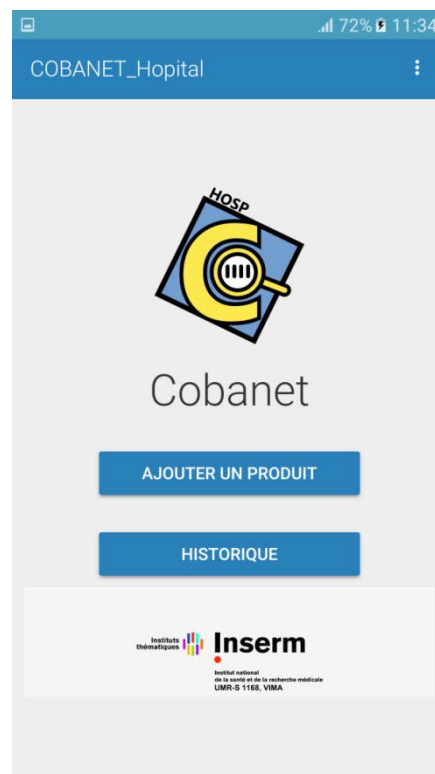 72% 11:34
COBANET_Hopital
HOSP
C
Cobanet
AJOUTER UN PRODUIT
HISTORIQUE
Instituts
thématiques
Inserm
Institut national
de la santé et de la recherche médicale
UMR-S 1168, VIMA